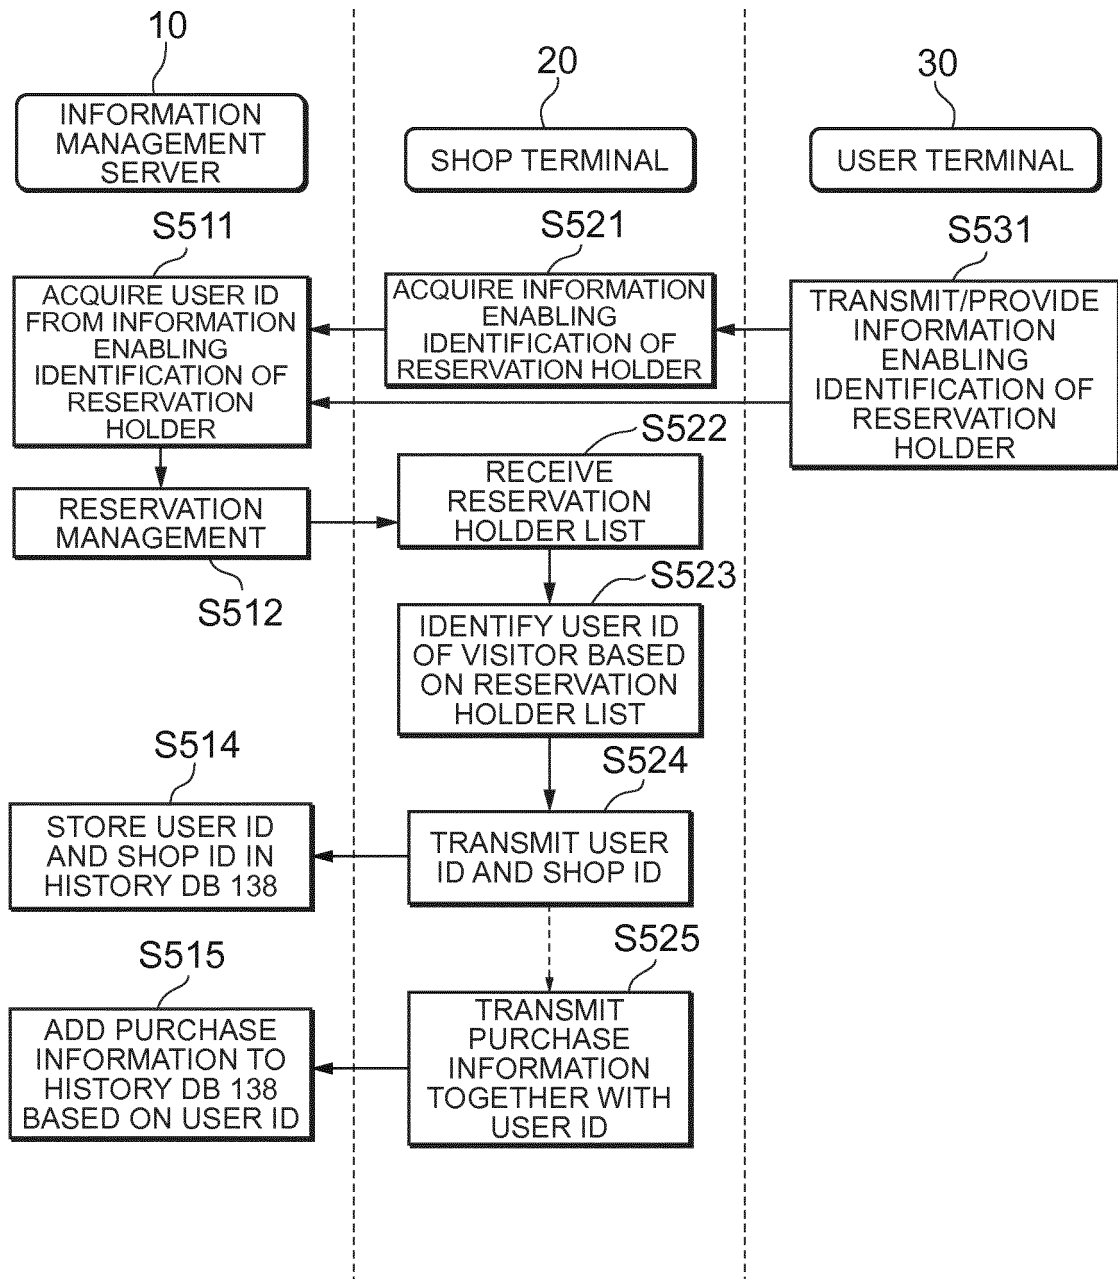 10
INFORMATION
MANAGEMENT
SERVER
20
SHOP TERMINAL
30
USER TERMINAL
S511
ACQUIRE USER ID
FROM INFORMATION
ENABLING
IDENTIFICATION OF
RESERVATION
HOLDER
S521
ACQUIRE INFORMATION
ENABLING
IDENTIFICATION OF
RESERVATION HOLDER
S531
TRANSMIT/PROVIDE
INFORMATION
ENABLING
IDENTIFICATION OF
RESERVATION
HOLDER
RESERVATION
MANAGEMENT
S512
S522
RECEIVE
RESERVATION
HOLDER LIST
S523
IDENTIFY USER ID
OF VISITOR BASED
ON RESERVATION
HOLDER LIST
S514
STORE USER ID
AND SHOP ID IN
HISTORY DB 138
S524
TRANSMIT USER
ID AND SHOP ID
S515
ADD PURCHASE
INFORMATION TO
HISTORY DB 138
BASED ON USER ID
S525
TRANSMIT
PURCHASE
INFORMATION
TOGETHER WITH
USER ID